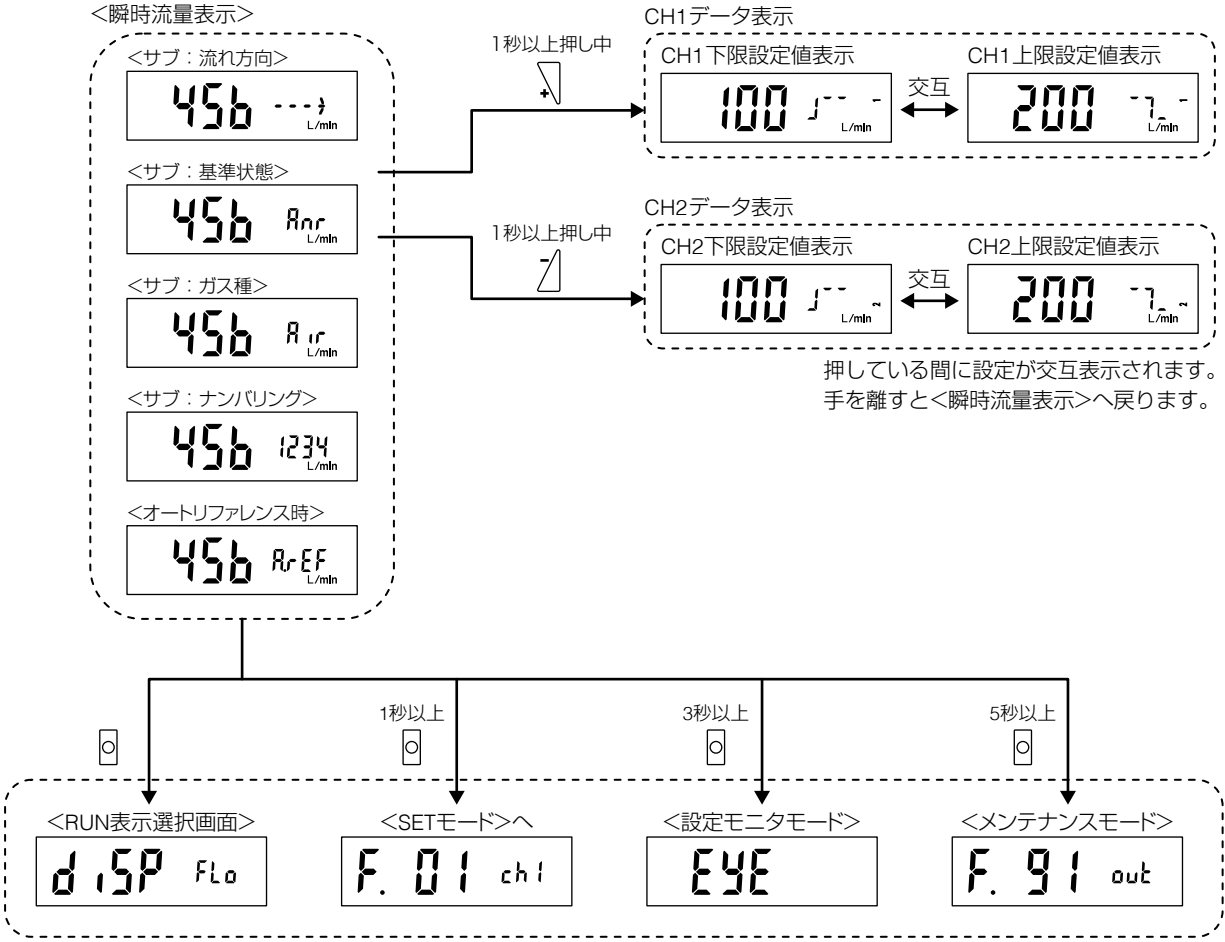 <瞬時流量表示>
<サブ：流れ方向>
456 ---→
L/min
<サブ：基準状態>
456 Anr
L/min
<サブ：ガス種>
456 Air
L/min
<サブ：ナンバリング>
456 1234
L/min
<オートリファレンス時>
456 ArEF
L/min
1秒以上押し中
+
CH1データ表示
CH1下限設定値表示
100
L/min
交互
CH1上限設定値表示
200
L/min
1秒以上押し中
-
CH2データ表示
CH2下限設定値表示
100
L/min
交互
CH2上限設定値表示
200
L/min
押している間に設定が交互表示されます。
手を離すと<瞬時流量表示>へ戻ります。
1秒以上
3秒以上
5秒以上
<RUN表示選択画面>
diSP FLo
<SETモード>へ
F. 01 ch1
<設定モニタモード>
EYE
<メンテナンスモード>
F. 91 out